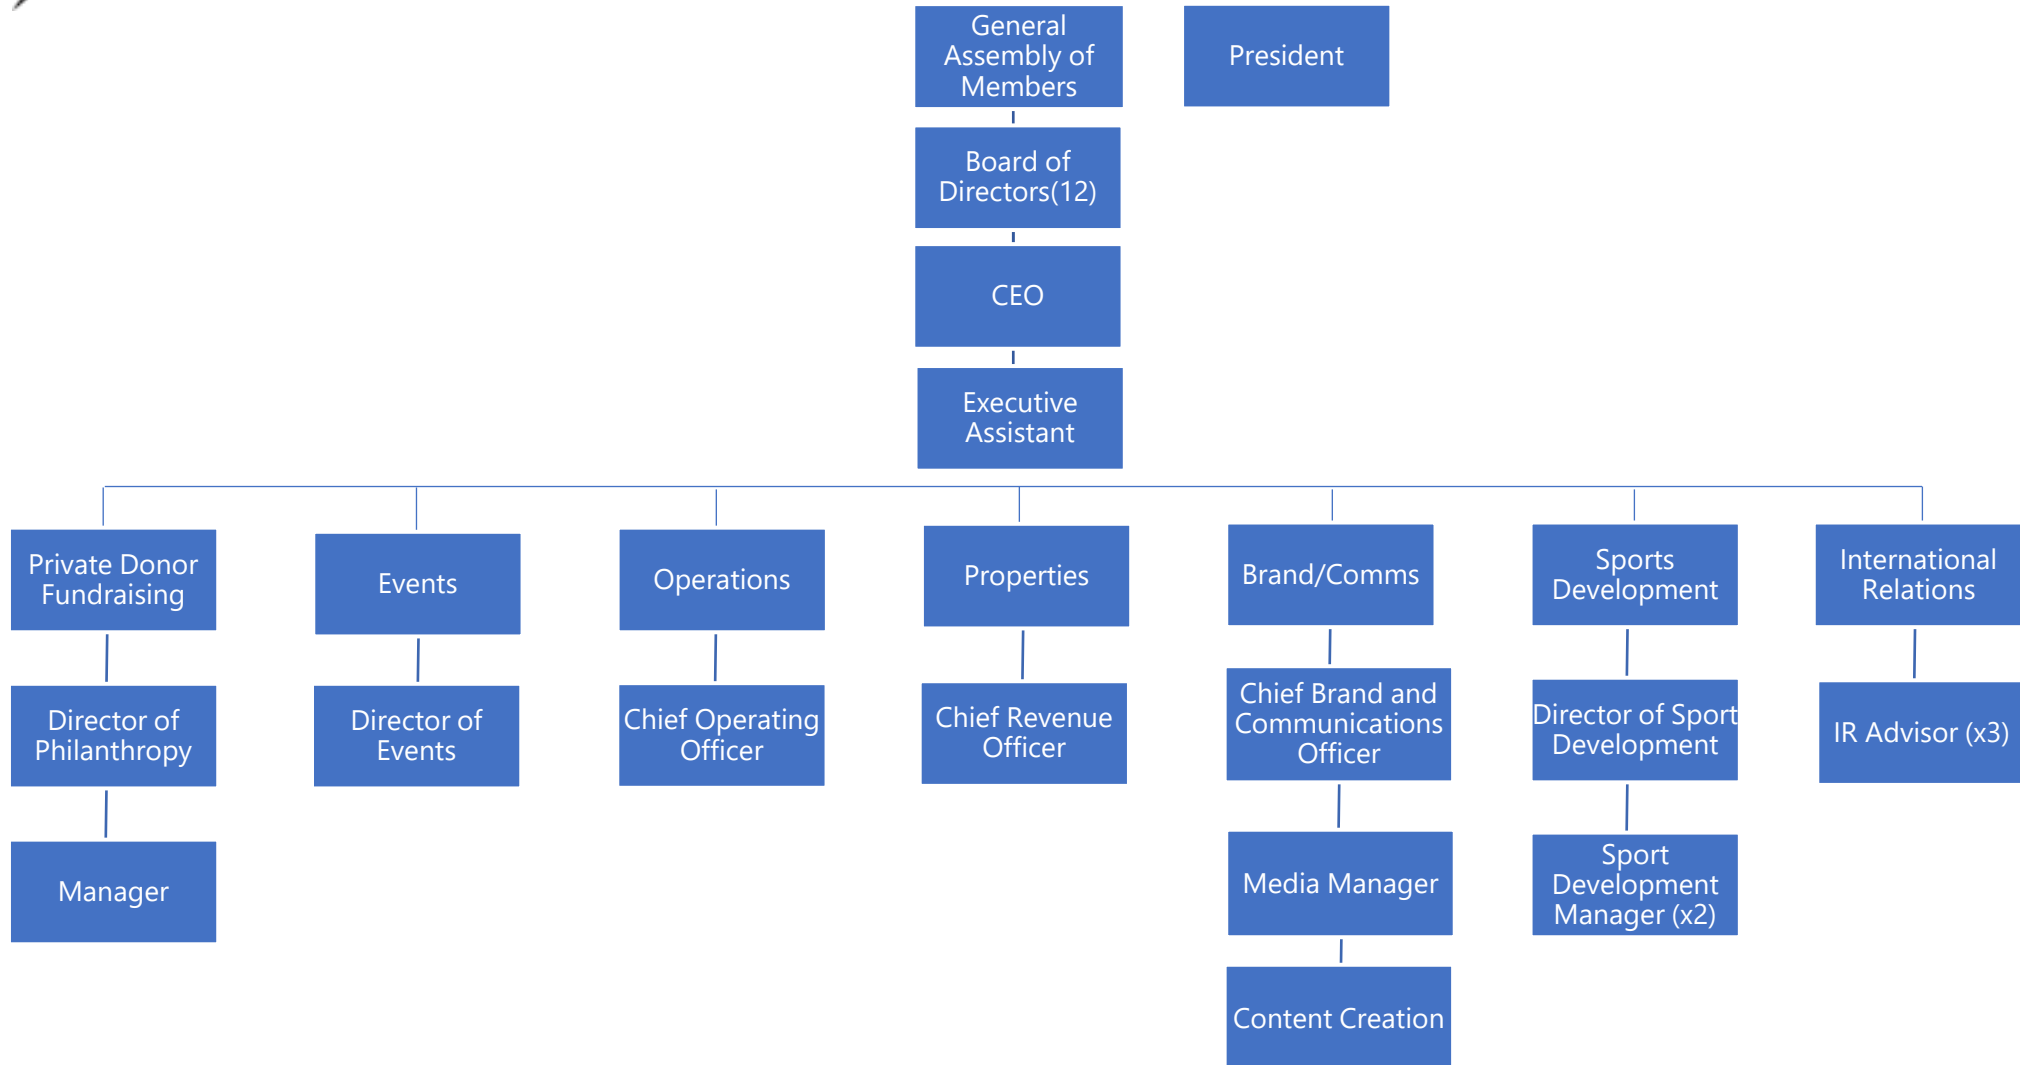 General
Assembly of
Members
President
Board of
Directors(12)
CEO
Executive
Assistant
Private Donor
Fundraising
Events
Operations
Properties
Brand/Comms
Sports
Development
International
Relations
Director of
Philanthropy
Director of
Events
Chief Operating
Officer
Chief Revenue
Officer
Chief Brand and
Communications
Officer
Director of Sport
Development
IR Advisor (x3)
Manager
Media Manager
Sport
Development
Manager (x2)
Content Creation